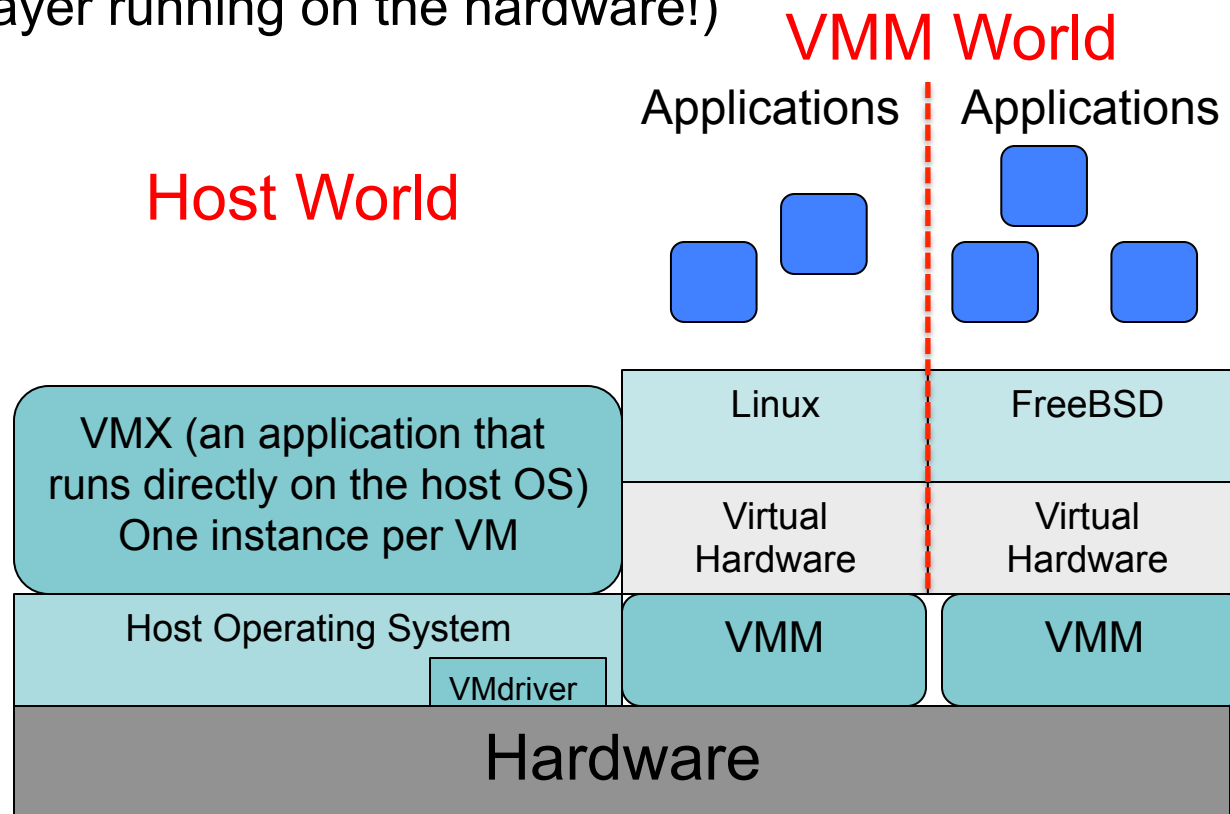 ayer running on the hardware!)
VMM World
Applications
Applications
Host World
VMX (an application that
runs directly on the host OS)
One instance per VM
Linux
FreeBSD
Virtual
Hardware
Virtual
Hardware
Host Operating System
VMdriver
VMM
VMM
Hardware